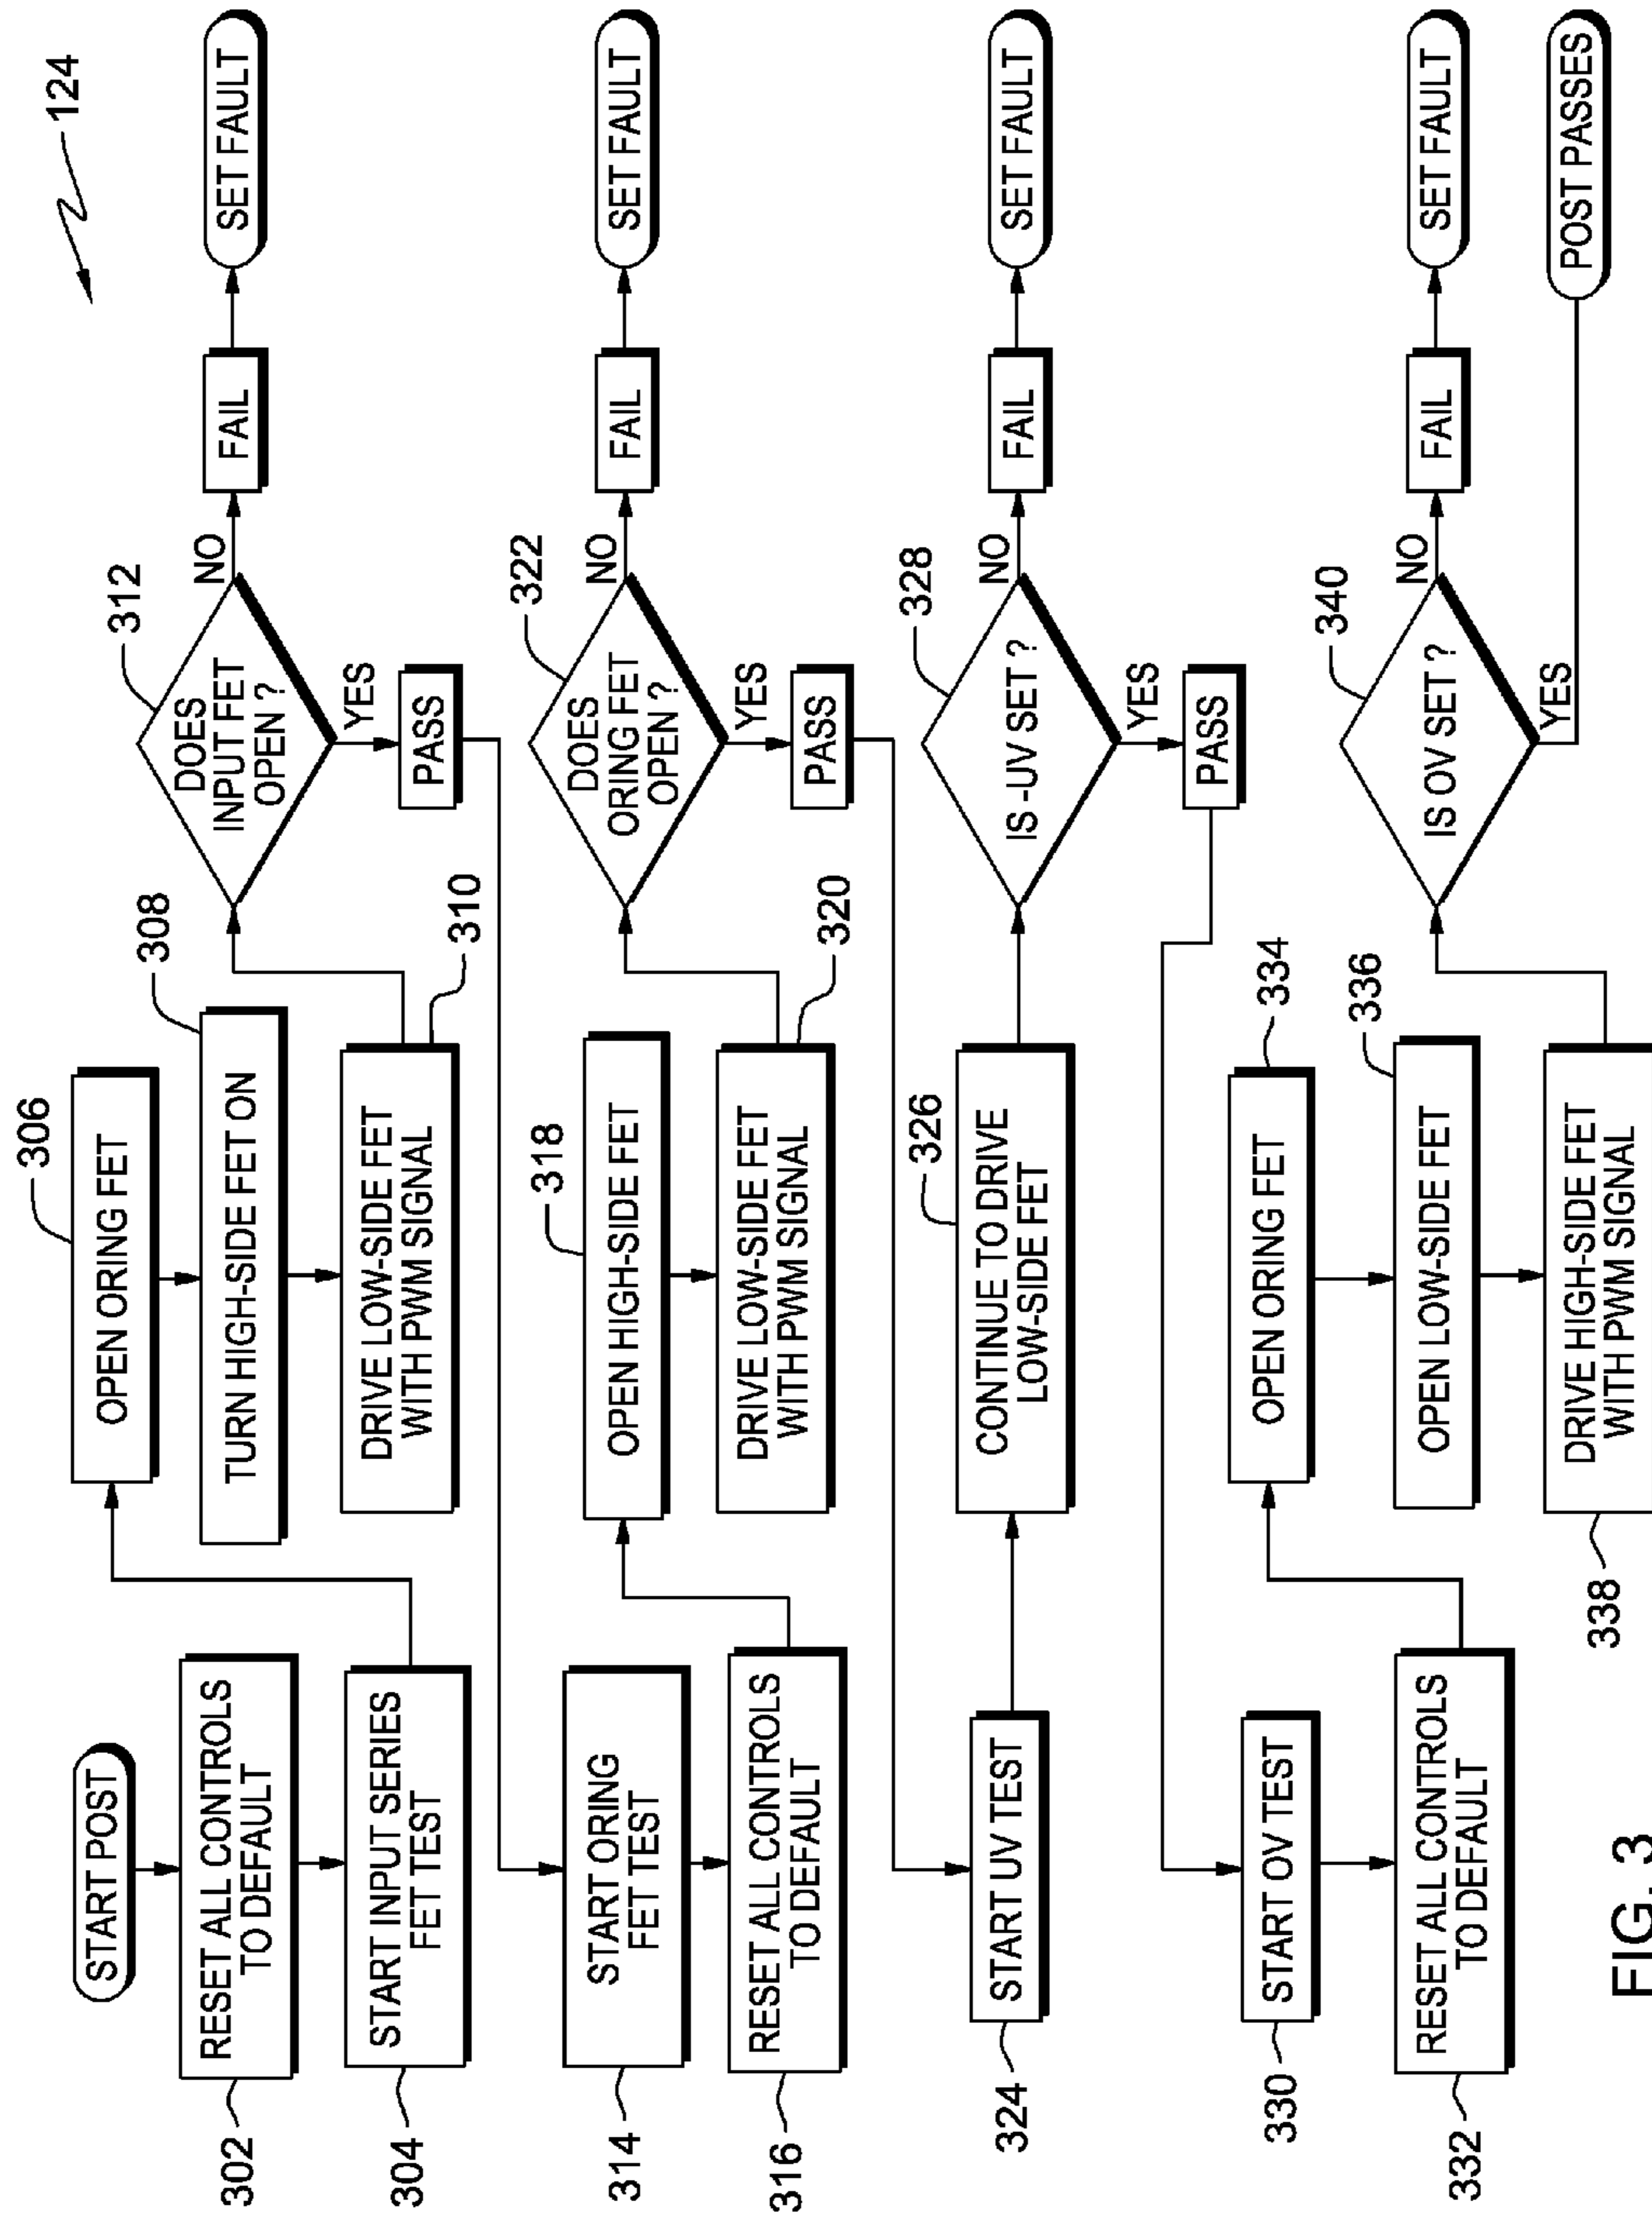 124
START POST
302
RESET ALL CONTROLS
TO DEFAULT
304
START INPUT SERIES
FET TEST
306
OPEN ORING FET
308
TURN HIGH-SIDE FET ON
310
DRIVE LOW-SIDE FET
WITH PWM SIGNAL
312
DOES
INPUT FET
OPEN ?
NO
FAIL
SET FAULT
YES
PASS
314
START ORING
FET TEST
316
RESET ALL CONTROLS
TO DEFAULT
318
OPEN HIGH-SIDE FET
320
DRIVE LOW-SIDE FET
WITH PWM SIGNAL
322
DOES
ORING FET
OPEN ?
NO
FAIL
SET FAULT
YES
PASS
324
START UV TEST
326
CONTINUE TO DRIVE
LOW-SIDE FET
328
IS -UV SET ?
NO
FAIL
SET FAULT
YES
PASS
330
START OV TEST
332
RESET ALL CONTROLS
TO DEFAULT
334
OPEN ORING FET
336
OPEN LOW-SIDE FET
338
DRIVE HIGH-SIDE FET
WITH PWM SIGNAL
340
IS OV SET ?
NO
FAIL
SET FAULT
YES
POST PASSES
FIG. 3